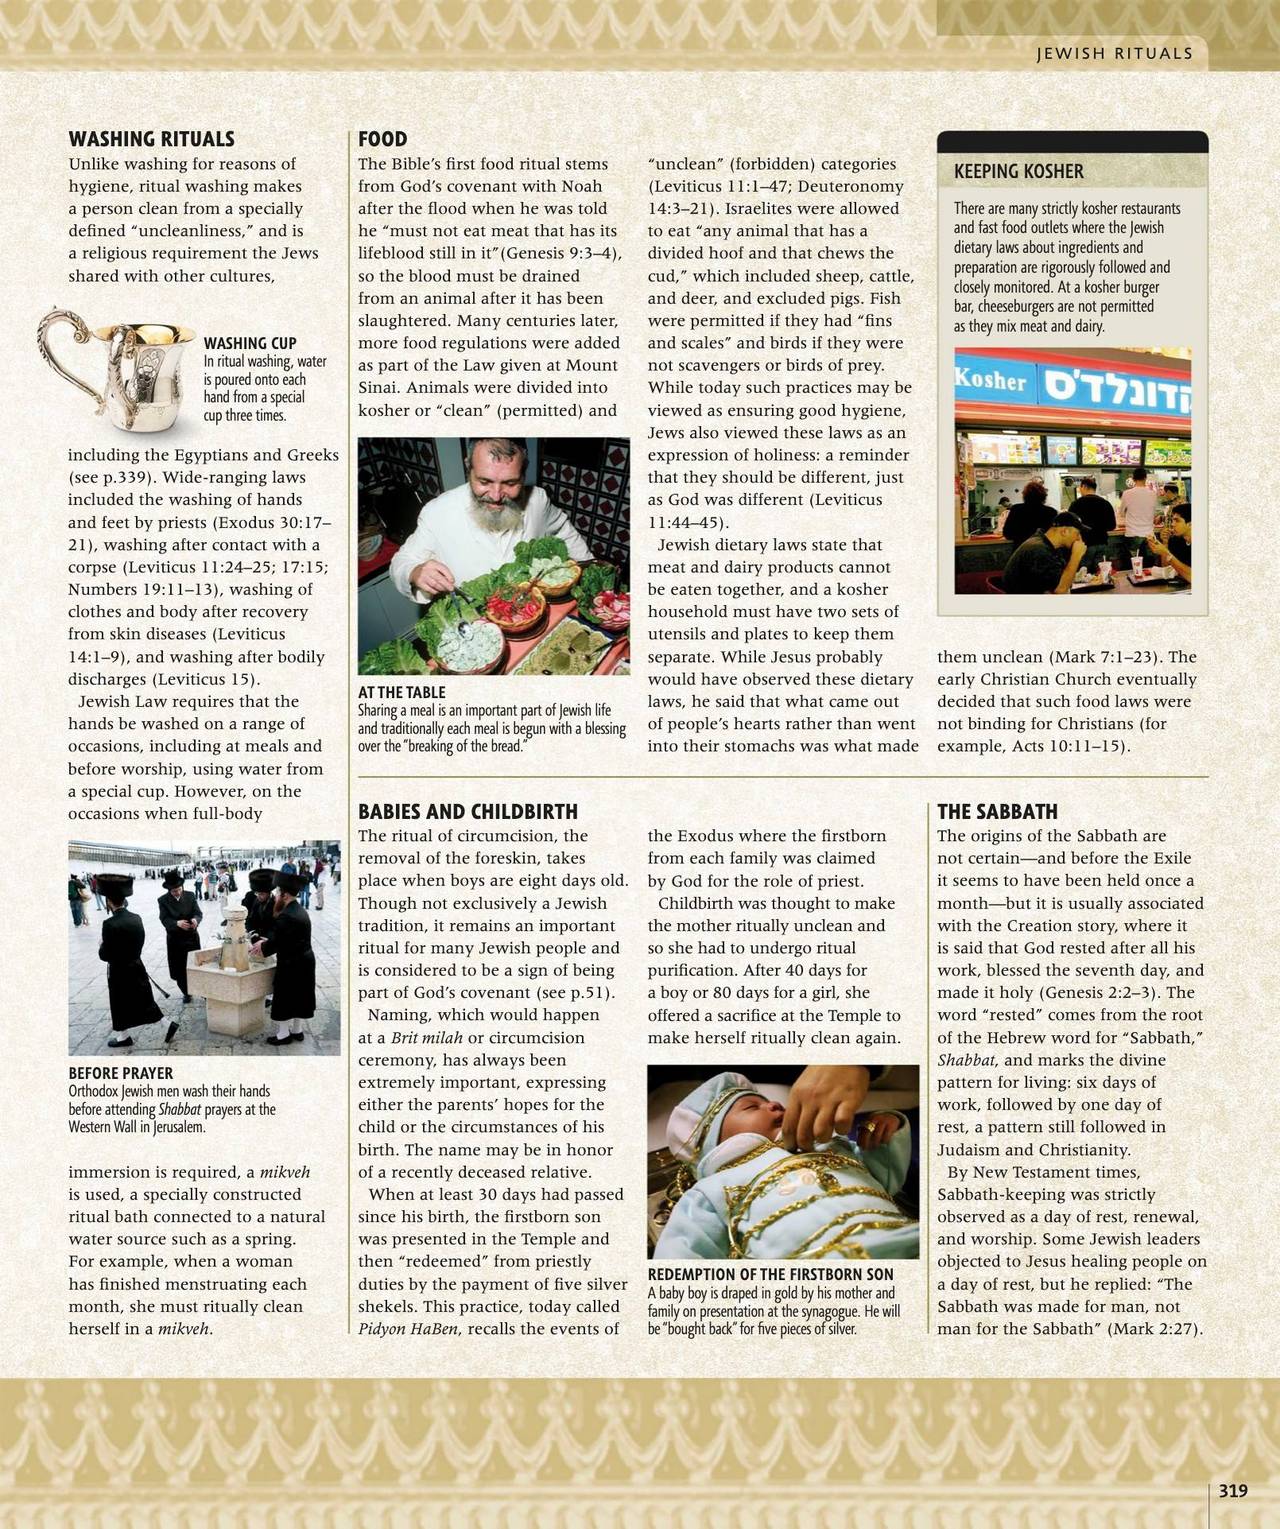 JEWISH RITUALS
WASHING RITUALS
Unlike washing for reasons of
hygiene, ritual washing makes
a person clean from a specially
defined “uncleanliness,” and is
a religious requirement the Jews
shared with other cultures,
WASHING CUP
In ritual washing, water
is poured onto each
hand from a special
cup three times.
including the Egyptians and Greeks
(see p.339). Wide-ranging laws
included the washing of hands
and feet by priests (Exodus 30:17–
21), washing after contact with a
corpse (Leviticus 11:24–25; 17:15;
Numbers 19:11–13), washing of
clothes and body after recovery
from skin diseases (Leviticus
14:1–9), and washing after bodily
discharges (Leviticus 15).
Jewish Law requires that the
hands be washed on a range of
occasions, including at meals and
before worship, using water from
a special cup. However, on the
occasions when full-body
BEFORE PRAYER
Orthodox Jewish men wash their hands
before attending Shabbat prayers at the
Western Wall in Jerusalem.
immersion is required, a mikveh
is used, a specially constructed
ritual bath connected to a natural
water source such as a spring.
For example, when a woman
has finished menstruating each
month, she must ritually clean
herself in a mikveh.
FOOD
The Bible’s first food ritual stems
from God’s covenant with Noah
after the flood when he was told
he “must not eat meat that has its
lifeblood still in it”(Genesis 9:3–4),
so the blood must be drained
from an animal after it has been
slaughtered. Many centuries later,
more food regulations were added
as part of the Law given at Mount
Sinai. Animals were divided into
kosher or “clean” (permitted) and
AT THE TABLE
Sharing a meal is an important part of Jewish life
and traditionally each meal is begun with a blessing
over the “breaking of the bread.”
“unclean” (forbidden) categories
(Leviticus 11:1–47; Deuteronomy
14:3–21). Israelites were allowed
to eat “any animal that has a
divided hoof and that chews the
cud,” which included sheep, cattle,
and deer, and excluded pigs. Fish
were permitted if they had “fins
and scales” and birds if they were
not scavengers or birds of prey.
While today such practices may be
viewed as ensuring good hygiene,
Jews also viewed these laws as an
expression of holiness: a reminder
that they should be different, just
as God was different (Leviticus
11:44–45).
Jewish dietary laws state that
meat and dairy products cannot
be eaten together, and a kosher
household must have two sets of
utensils and plates to keep them
separate. While Jesus probably
would have observed these dietary
laws, he said that what came out
of people’s hearts rather than went
into their stomachs was what made
KEEPING KOSHER
There are many strictly kosher restaurants
and fast food outlets where the Jewish
dietary laws about ingredients and
preparation are rigorously followed and
closely monitored. At a kosher burger
bar, cheeseburgers are not permitted
as they mix meat and dairy.
Kosher קדונלד'ס
them unclean (Mark 7:1–23). The
early Christian Church eventually
decided that such food laws were
not binding for Christians (for
example, Acts 10:11–15).
BABIES AND CHILDBIRTH
The ritual of circumcision, the
removal of the foreskin, takes
place when boys are eight days old.
Though not exclusively a Jewish
tradition, it remains an important
ritual for many Jewish people and
is considered to be a sign of being
part of God’s covenant (see p.51).
Naming, which would happen
at a Brit milah or circumcision
ceremony, has always been
extremely important, expressing
either the parents’ hopes for the
child or the circumstances of his
birth. The name may be in honor
of a recently deceased relative.
When at least 30 days had passed
since his birth, the firstborn son
was presented in the Temple and
then “redeemed” from priestly
duties by the payment of five silver
shekels. This practice, today called
Pidyon HaBen, recalls the events of
the Exodus where the firstborn
from each family was claimed
by God for the role of priest.
Childbirth was thought to make
the mother ritually unclean and
so she had to undergo ritual
purification. After 40 days for
a boy or 80 days for a girl, she
offered a sacrifice at the Temple to
make herself ritually clean again.
REDEMPTION OF THE FIRSTBORN SON
A baby boy is draped in gold by his mother and
family on presentation at the synagogue. He will
be “bought back” for five pieces of silver.
THE SABBATH
The origins of the Sabbath are
not certain—and before the Exile
it seems to have been held once a
month—but it is usually associated
with the Creation story, where it
is said that God rested after all his
work, blessed the seventh day, and
made it holy (Genesis 2:2–3). The
word “rested” comes from the root
of the Hebrew word for “Sabbath,”
Shabbat, and marks the divine
pattern for living: six days of
work, followed by one day of
rest, a pattern still followed in
Judaism and Christianity.
By New Testament times,
Sabbath-keeping was strictly
observed as a day of rest, renewal,
and worship. Some Jewish leaders
objected to Jesus healing people on
a day of rest, but he replied: “The
Sabbath was made for man, not
man for the Sabbath” (Mark 2:27).
319